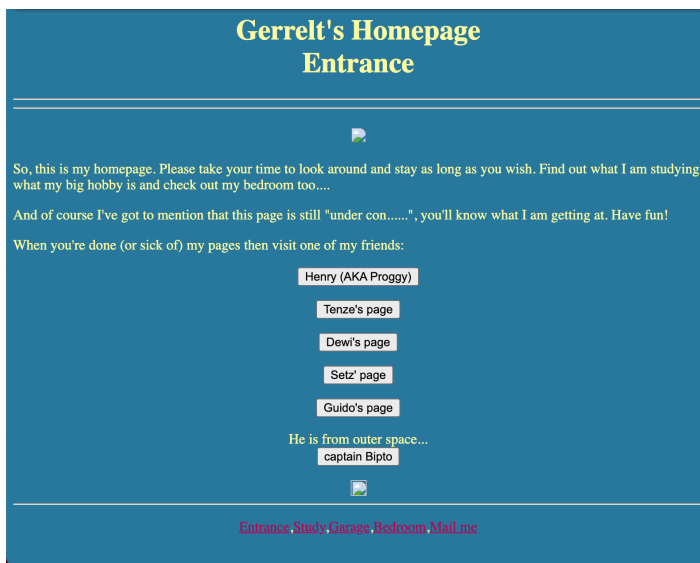 Gerrelt's Homepage
Entrance
So, this is my homepage. Please take your time to look around and stay as long as you wish. Find out what I am studying
what my big hobby is and check out my bedroom too....
And of course I've got to mention that this page is still "under con......", you'll know what I am getting at. Have fun!
When you're done (or sick of) my pages then visit one of my friends:
Henry (AKA Proggy)
Tenze's page
Dewi's page
Setz' page
Guido's page
He is from outer space...
captain Bipto
Entrance,Study,Garage,Bedroom,Mail me